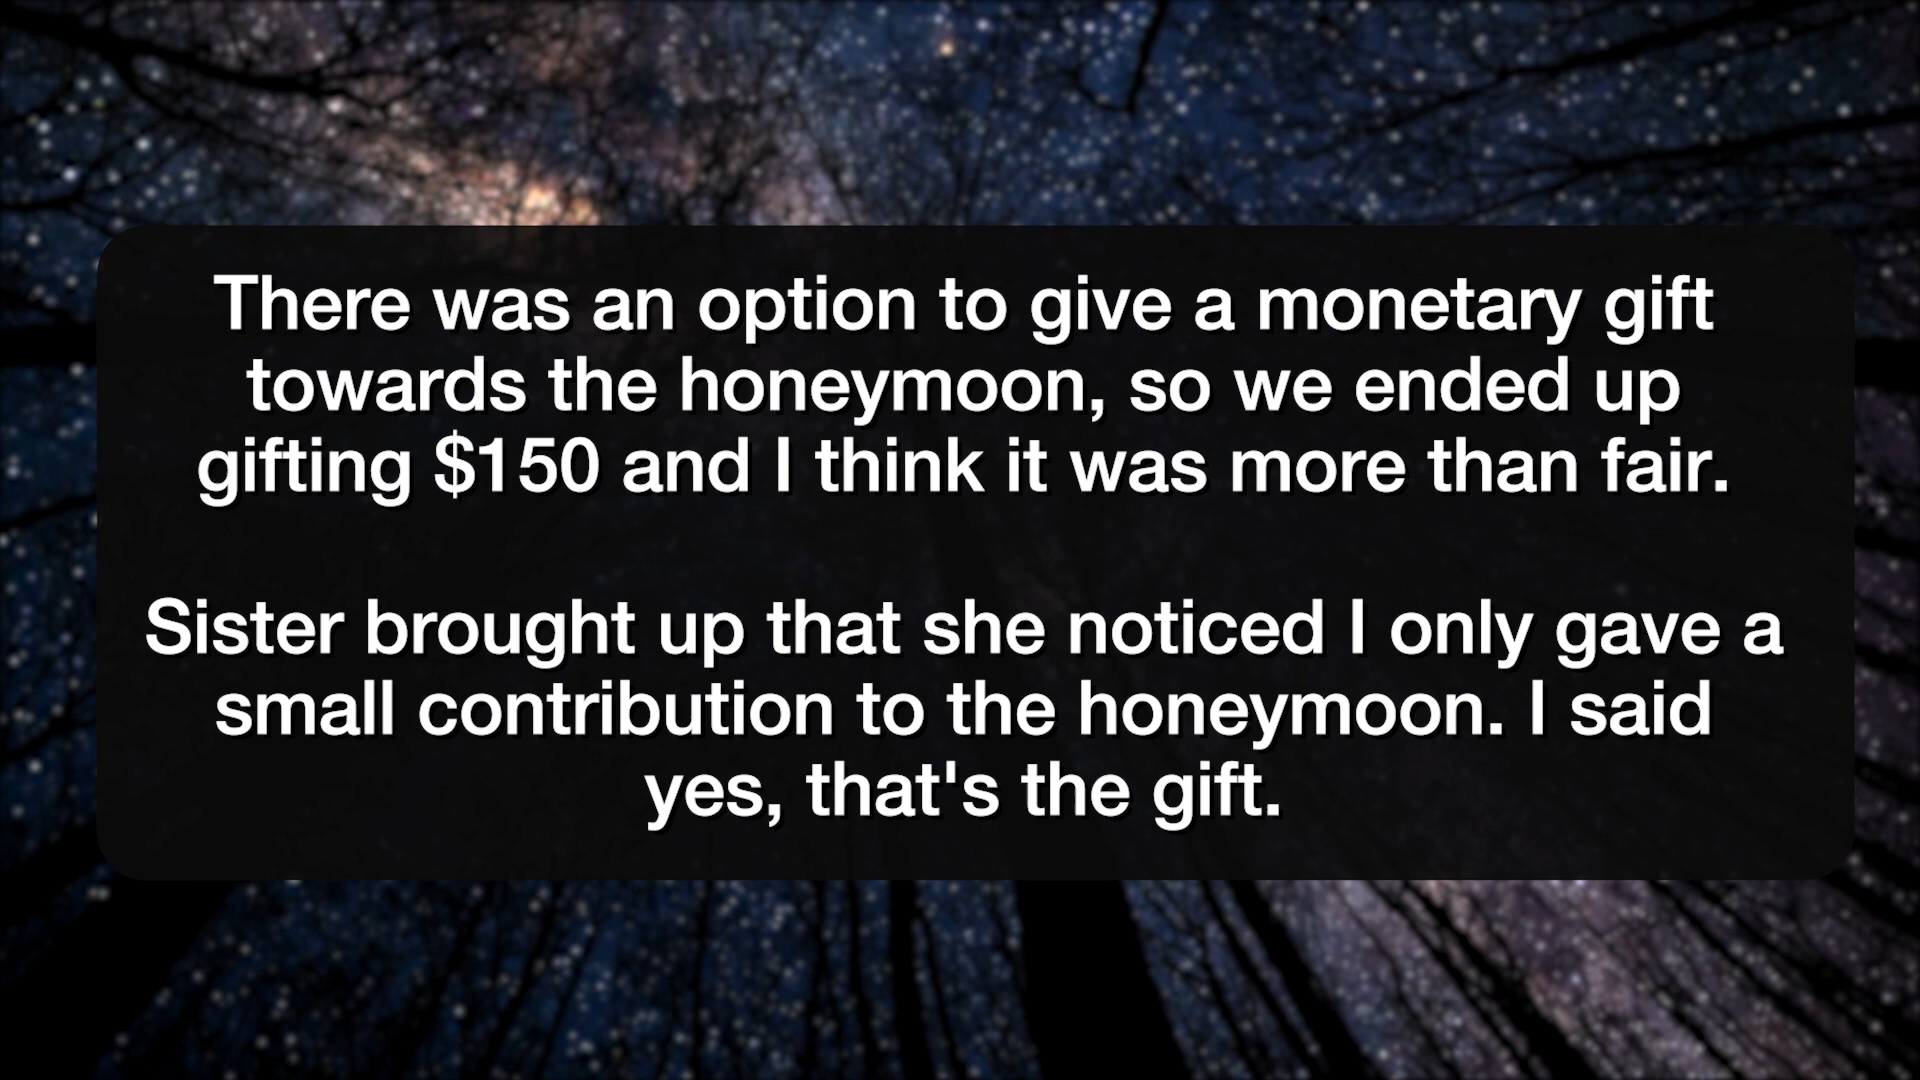 There was an option to give a monetary gift
towards the honeymoon, so we ended up
gifting $150 and I think it was more than fair.
Sister brought up that she noticed I only gave a
small contribution to the honeymoon. I said
yes, that's the gift.